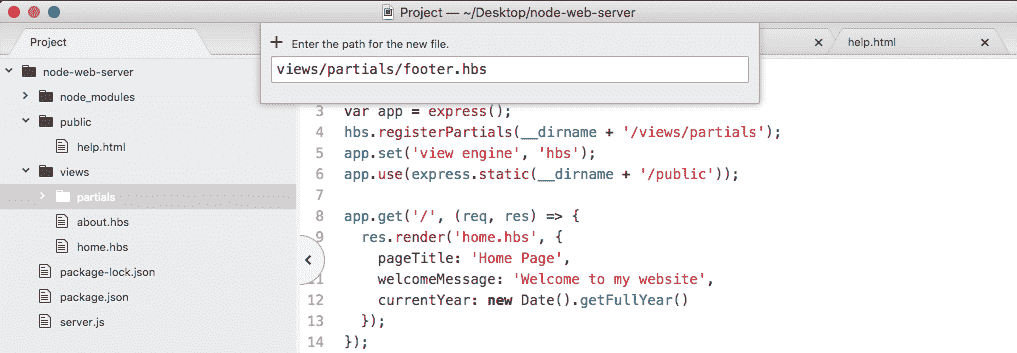 Project — ~/Desktop/node-web-server
Project
help.html
Enter the path for the new file.
views/partials/footer.hbs
node-web-server
node_modules
public
help.html
views
partials
about.hbs
home.hbs
package-lock.json
package.json
server.js
3 var app = express();
4 hbs.registerPartials(__dirname + '/views/partials');
5 app.set('view engine', 'hbs');
6 app.use(express.static(__dirname + '/public'));
7
8 app.get('/', (req, res) => {
9 res.render('home.hbs', {
pageTitle: 'Home Page',
11 welcomeMessage: 'Welcome to my website',
12 currentYear: new Date().getFullYear()
13 });
14 });